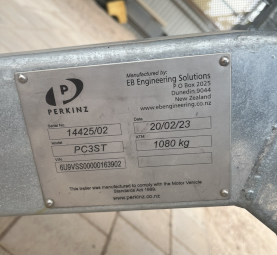 Manufactured by:
EB Engineering Solutions
P O Box 2025
Dunedin 9044
New Zealand
www.ebengineering.co.nz
P
PERKINZ
Serial No
14425/02
Date
20/02/23
Model
PC3ST
ATM
1080 kg
VIN
6U9VSS00000163902
This trailer was manufactured to comply with the Motor Vehicle
Standards Act 1989.
www.perkinz.co.nz